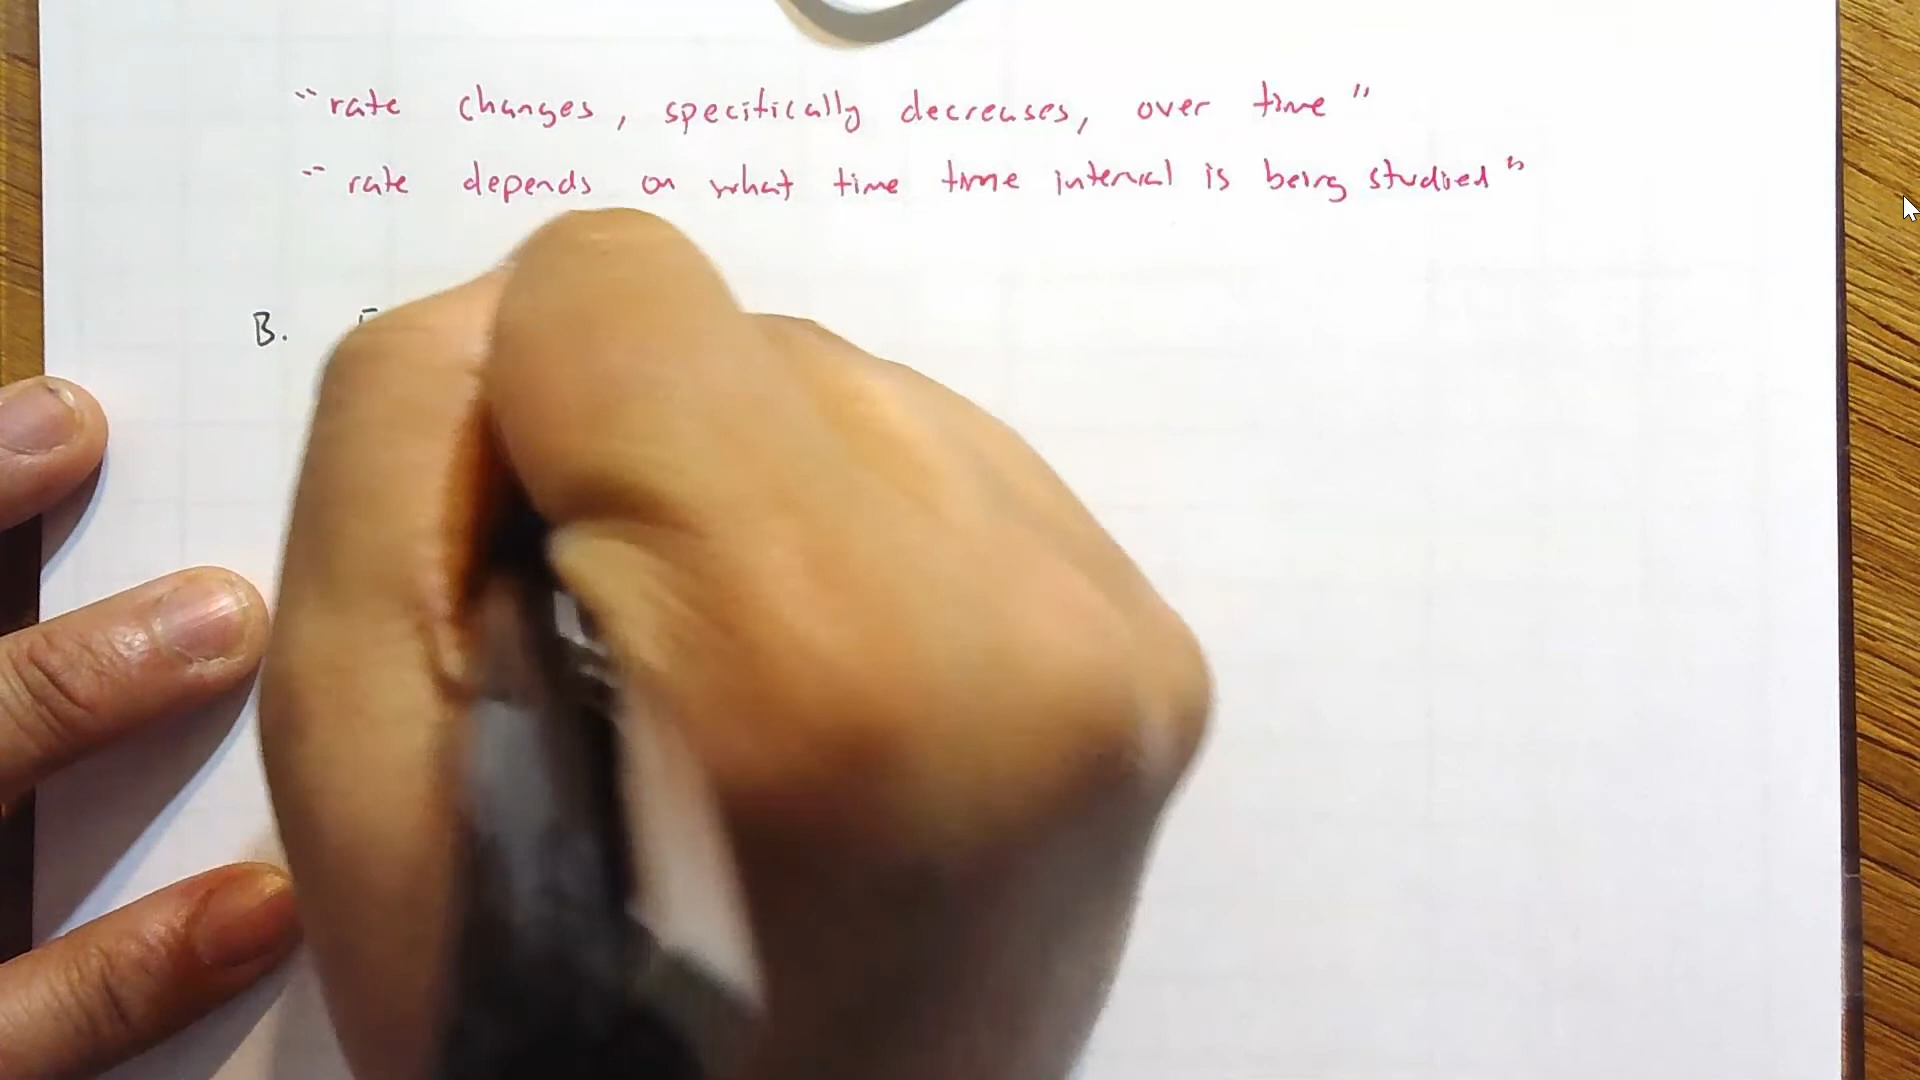 "rate changes, specifically decreases, over time"
"rate depends on what time time interval is being studied"
B.